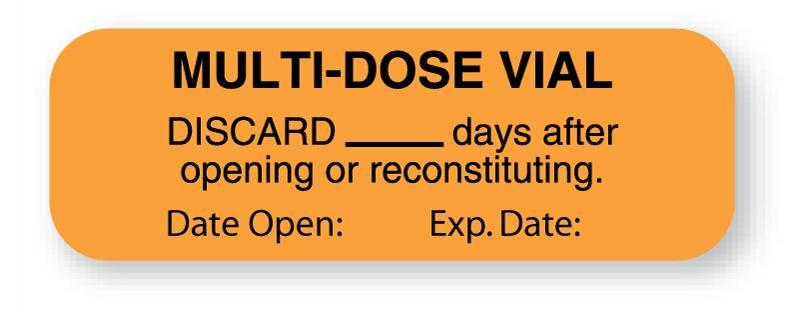 MULTI-DOSE VIAL
DISCARD _____ days after
opening or reconstituting.
Date Open: Exp. Date: